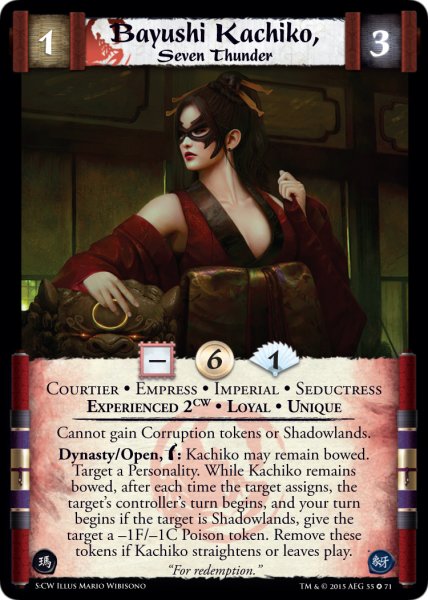 1
Bayushi Kachiko,
Seven Thunder
3
– 6 1
Courtier • Empress • Imperial • Seductress
Experienced 2CW • Loyal • Unique
Cannot gain Corruption tokens or Shadowlands.
Dynasty/Open, : Kachiko may remain bowed.
Target a Personality. While Kachiko remains
bowed, after each time the target assigns, the
target's controller's turn begins, and your turn
begins if the target is Shadowlands, give the
target a –1F/–1C Poison token. Remove these
tokens if Kachiko straightens or leaves play.
"For redemption."
S:CW Illus Mario Wibisono
TM & © 2015 AEG 55 71